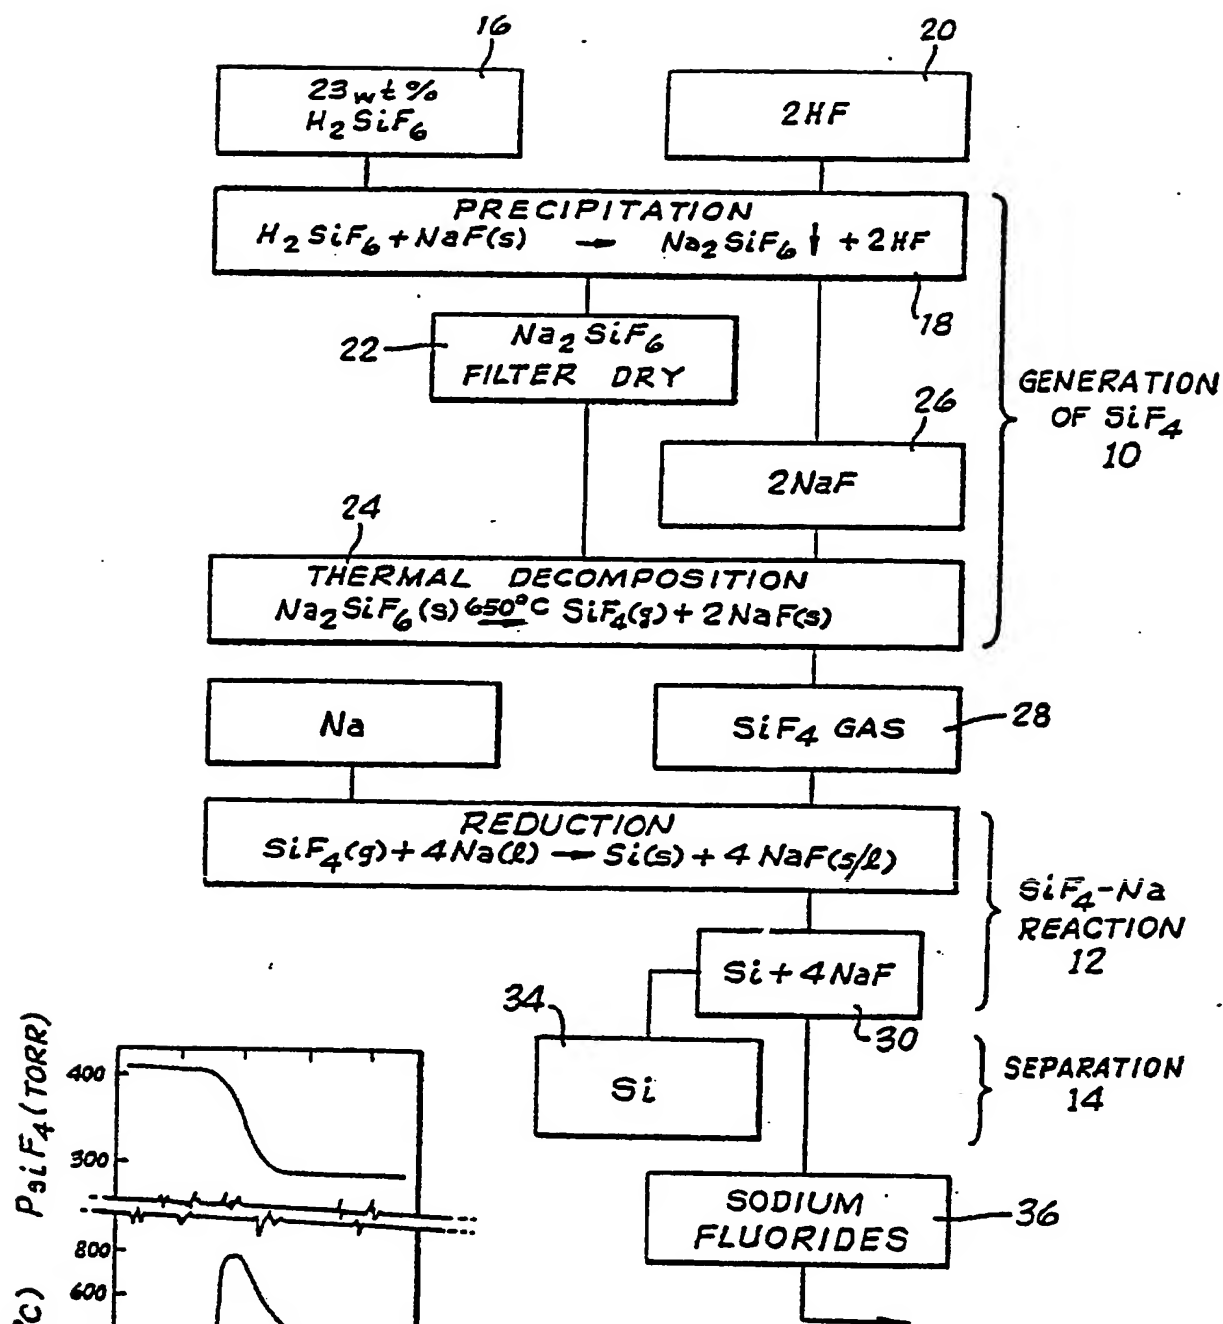 16
23wt%
H2SiF6
20
2HF
PRECIPITATION
H2SiF6+NaF(s) → Na2SiF6 ↓ +2HF
18
22
Na2SiF6
FILTER DRY
26
2NaF
GENERATION
OF SiF4
10
24
THERMAL DECOMPOSITION
Na2SiF6(s) 650°C SiF4(g)+2NaF(s)
Na
SiF4 GAS
28
REDUCTION
SiF4(g)+4Na(l) → Si(s)+4NaF(s/l)
SiF4-Na
REACTION
12
Si+4NaF
30
34
Si
SEPARATION
14
SODIUM
FLUORIDES
36
PSiF4(TORR)
400
300
800
600